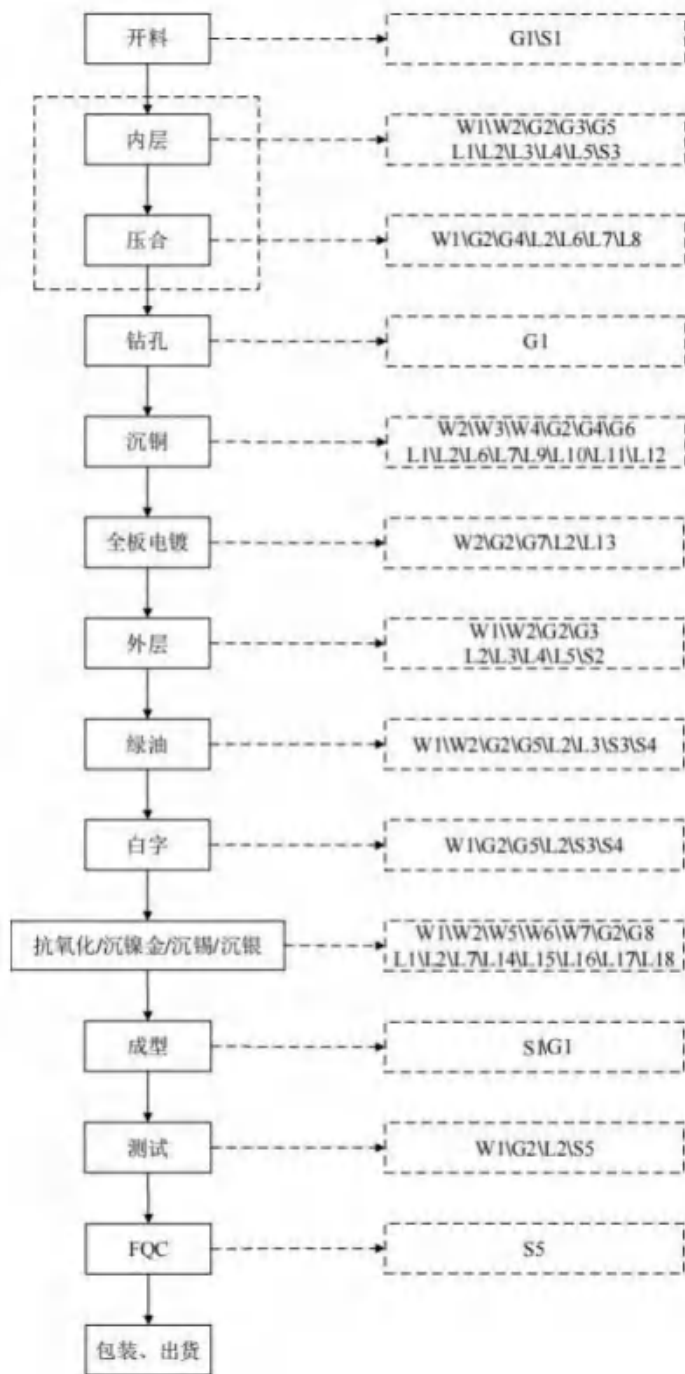 开料
G1\S1
内层
W1\W2\G2\G3\G5
L1\L2\L3\L4\L5\S3
压合
W1\G2\G4\L2\L6\L7\L8
钻孔
G1
沉铜
W2\W3\W4\G2\G4\G6
L1\L2\L6\L7\L9\L10\L11\L12
全板电镀
W2\G2\G7\L2\L13
外层
W1\W2\G2\G3
L2\L3\L4\L5\S2
绿油
W1\W2\G2\G5\L2\L3\S3\S4
白字
W1\G2\G5\L2\S3\S4
抗氧化/沉镍金/沉锡/沉银
W1\W2\W5\W6\W7\G2\G8
L1\L2\L7\L14\L15\L16\L17\L18
成型
S1\G1
测试
W1\G2\L2\S5
FQC
S5
包装、出货